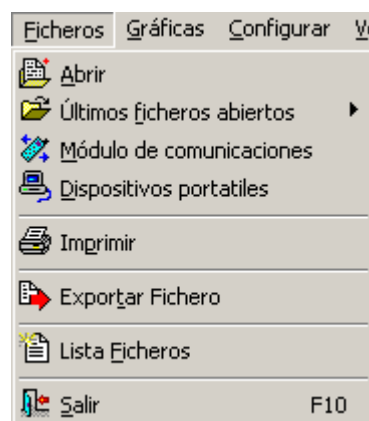 Ficheros Gráficas Configurar
Abrir
Últimos ficheros abiertos
Módulo de comunicaciones
Dispositivos portatiles
Imprimir
Exportar Fichero
Lista Ficheros
Salir F10